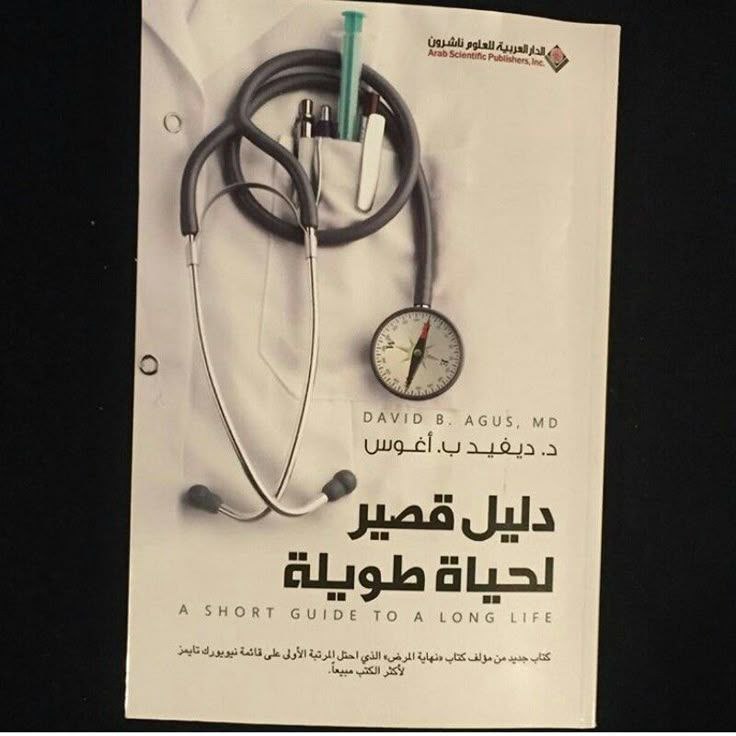 الدار العربية للعلوم ناشرون
Arab Scientific Publishers, Inc.
DAVID B. AGUS, MD
د. ديفيد ب. أغوس
دليل قصير
لحياة طويلة
A SHORT GUIDE TO A LONG LIFE
كتاب جديد من مؤلف كتاب «نهاية المرض» الذي احتل المرتبة الأولى على قائمة نيويورك تايمز
لأكثر الكتب مبيعاً.